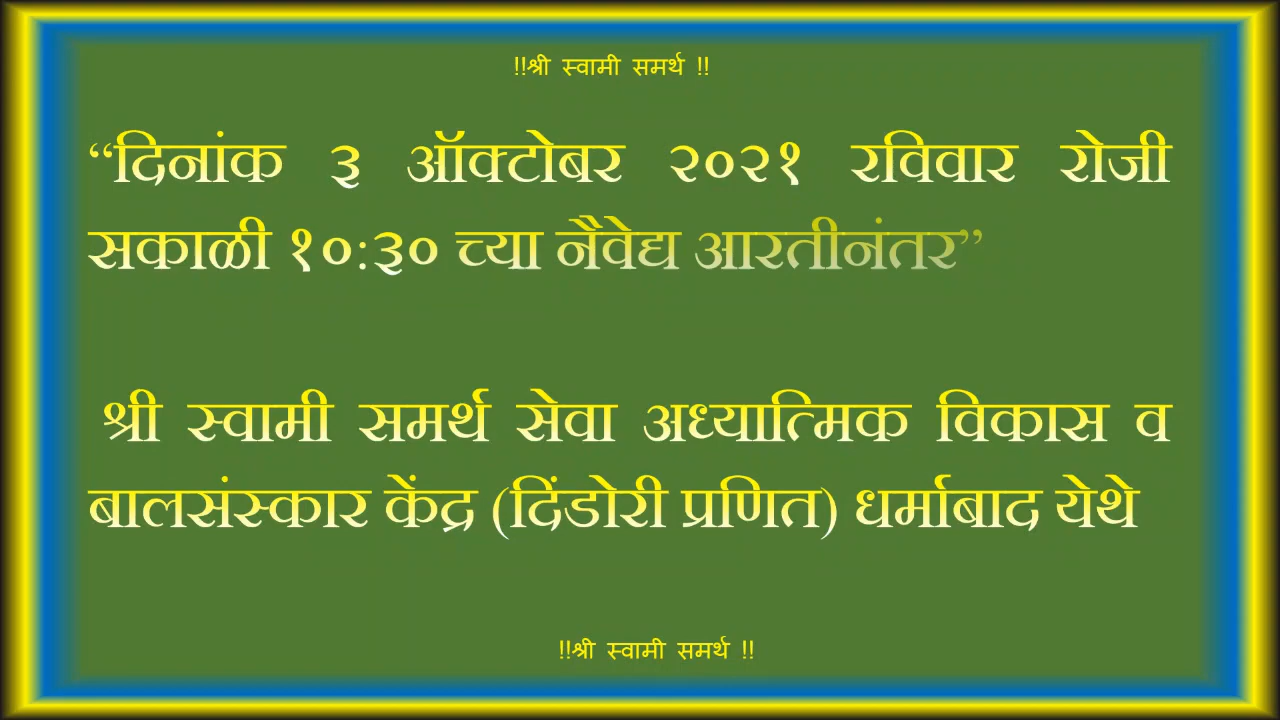 !!श्री स्वामी समर्थ !!
“दिनांक ३ ऑक्टोबर २०२१ रविवार रोजी
सकाळी १०:३० च्या नैवेद्य आरतीनंतर”
श्री स्वामी समर्थ सेवा अध्यात्मिक विकास व
बालसंस्कार केंद्र (दिंडोरी प्रणित) धर्माबाद येथे
!!श्री स्वामी समर्थ !!